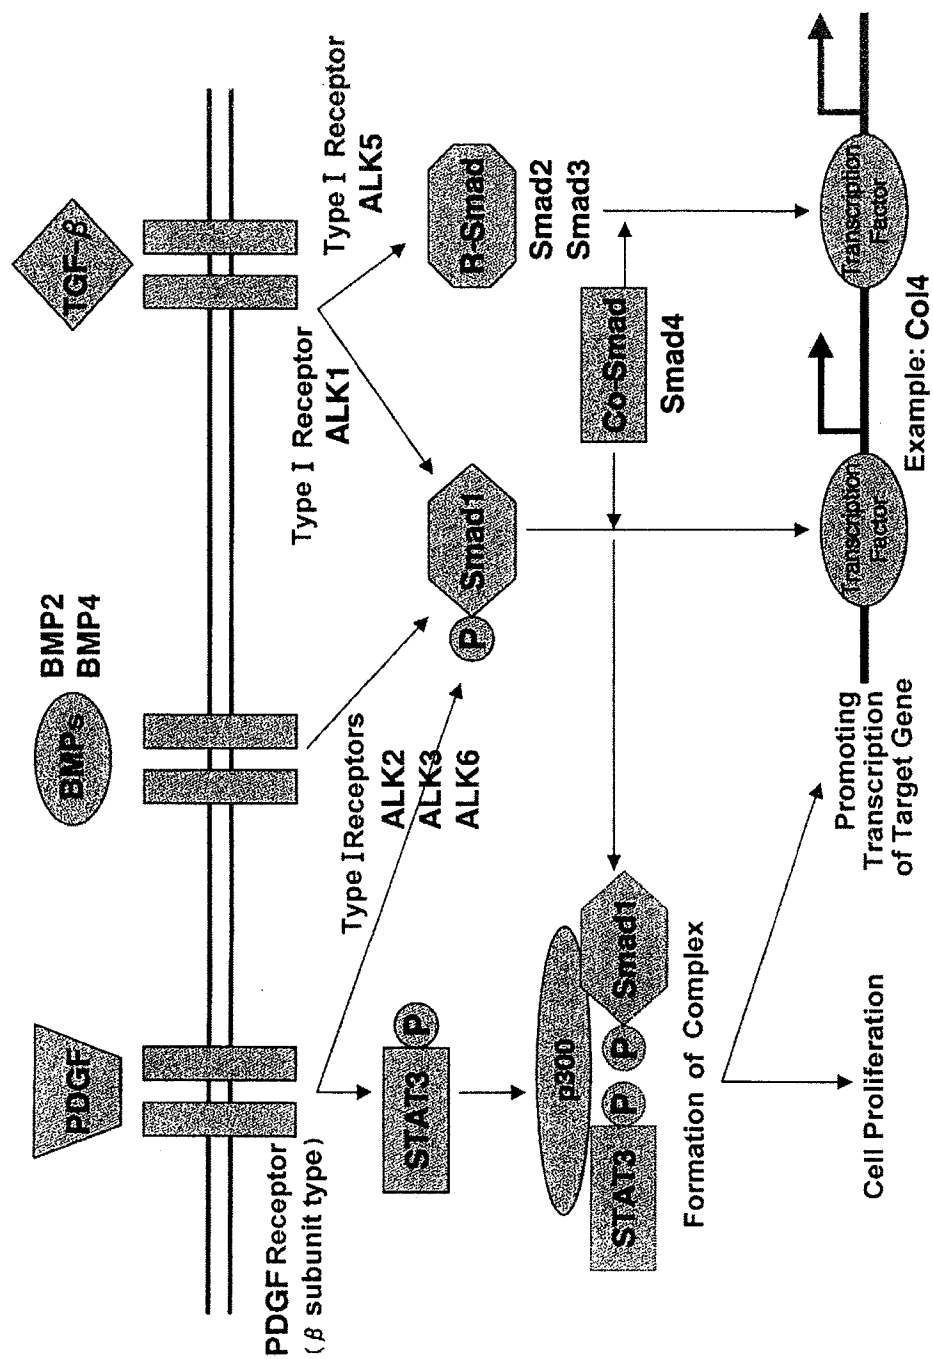 PDGF
BMPs
BMP2
BMP4
TGF-β
PDGF Receptor
(β subunit type)
Type I Receptors
ALK2
ALK3
ALK6
Type I Receptor
ALK1
Type I Receptor
ALK5
STAT3
P
P
Smad1
R-Smad
Smad2
Smad3
p300
STAT3
P
P
Smad1
Co-Smad
Smad4
Formation of Complex
Cell Proliferation
Promoting
Transcription
of Target Gene
Transcription
Factor
Transcription
Factor
Example: Col4